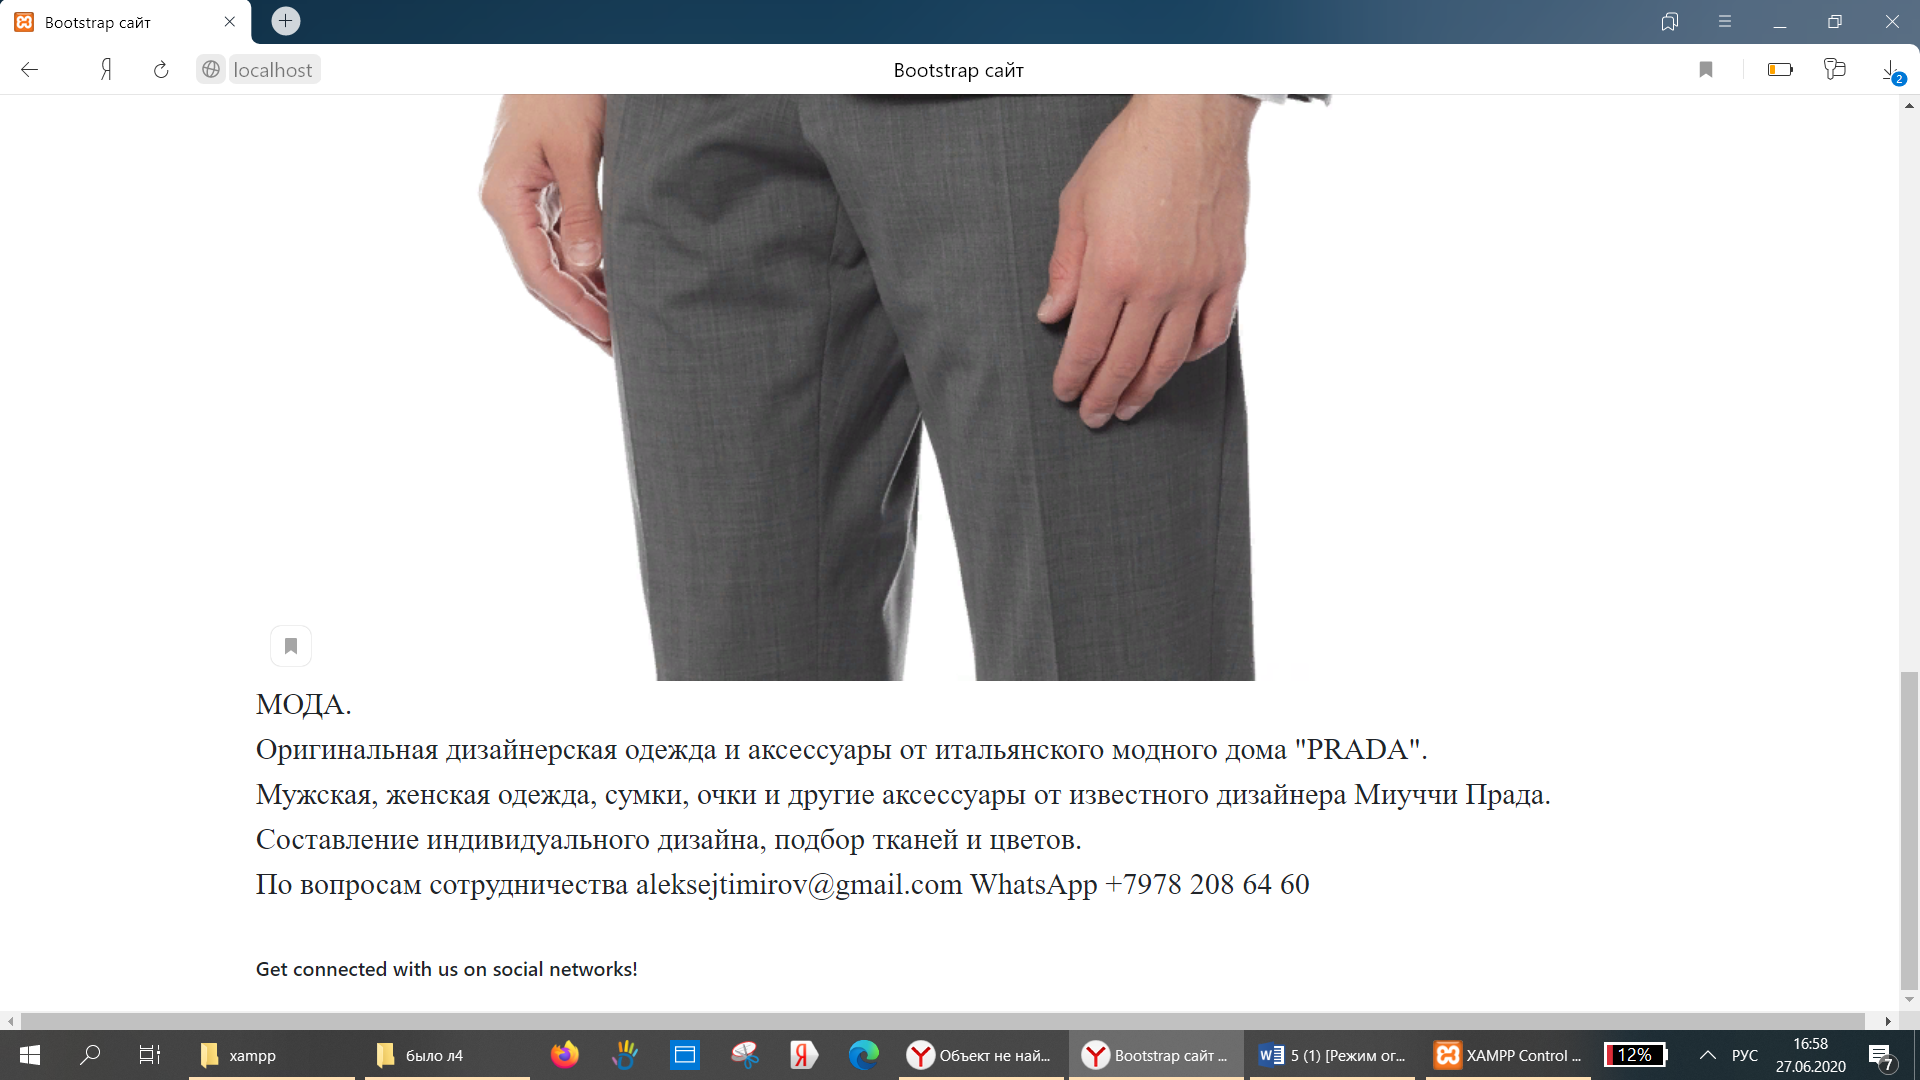 Bootstrap сайт
Я
localhost
Bootstrap сайт
2
МОДА.
Оригинальная дизайнерская одежда и аксессуары от итальянского модного дома "PRADA".
Мужская, женская одежда, сумки, очки и другие аксессуары от известного дизайнера Миуччи Прада.
Составление индивидуального дизайна, подбор тканей и цветов.
По вопросам сотрудничества aleksejtimirov@gmail.com WhatsApp +7978 208 64 60
Get connected with us on social networks!
xampp
было л4
Я
Объект не най...
Bootstrap сайт ...
5 (1) [Режим ог...
XAMPP Control ...
12%
РУС
16:58
27.06.2020
7